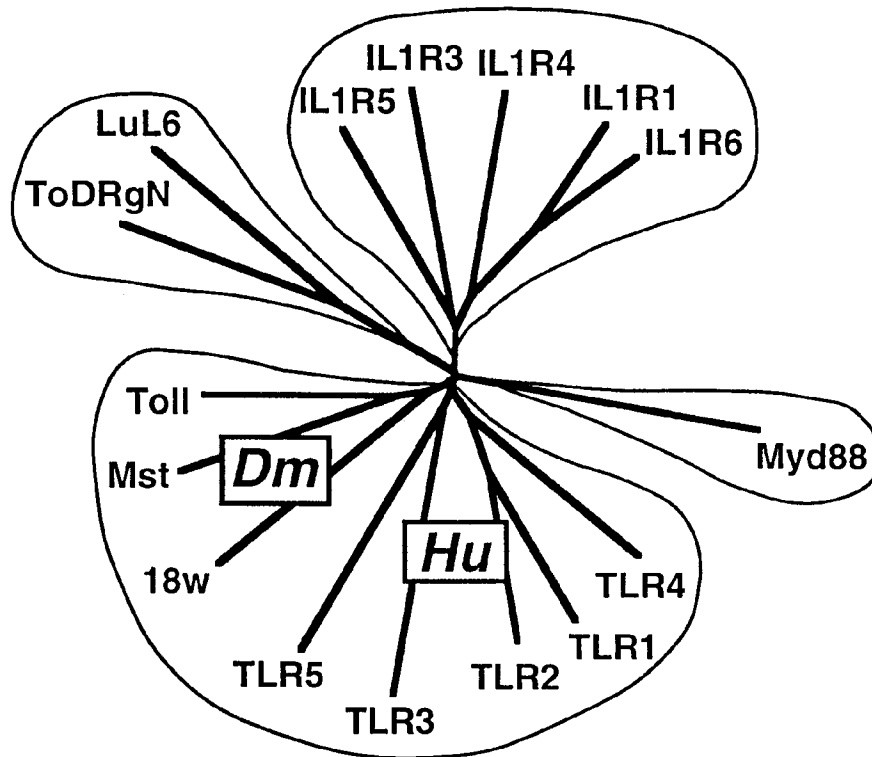 IL1R3
IL1R4
IL1R5
IL1R1
LuL6
IL1R6
ToDRgN
Toll
Myd88
Mst
Dm
Hu
18w
TLR4
TLR1
TLR5
TLR2
TLR3